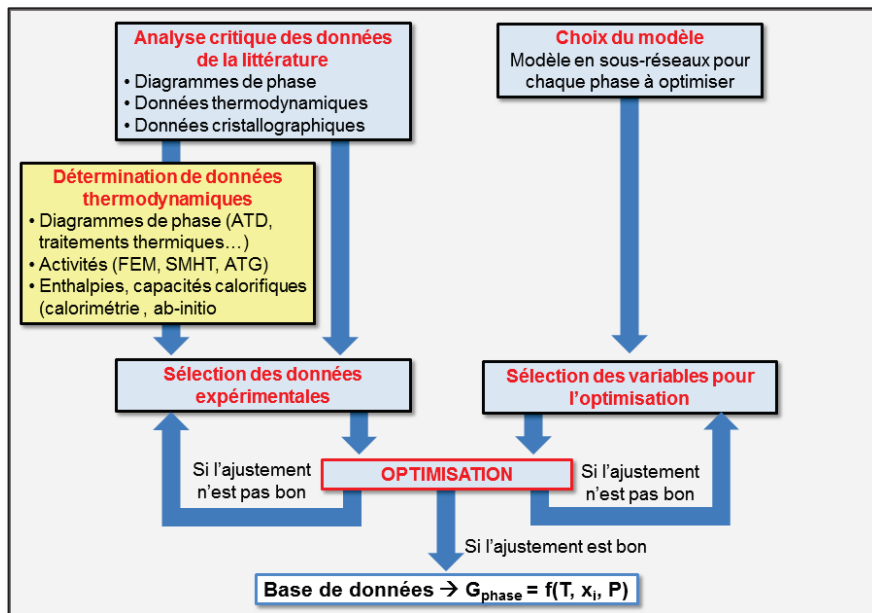 Analyse critique des données
de la littérature
• Diagrammes de phase
• Données thermodynamiques
• Données cristallographiques
Choix du modèle
Modèle en sous-réseaux pour
chaque phase à optimiser
Détermination de données
thermodynamiques
• Diagrammes de phase (ATD,
traitements thermiques…)
• Activités (FEM, SMHT, ATG)
• Enthalpies, capacités calorifiques
(calorimétrie , ab-initio
Sélection des données
expérimentales
Sélection des variables pour
l’optimisation
Si l’ajustement
n’est pas bon
OPTIMISATION
Si l’ajustement
n’est pas bon
Si l’ajustement est bon
Base de données → Gphase = f(T, xi, P)